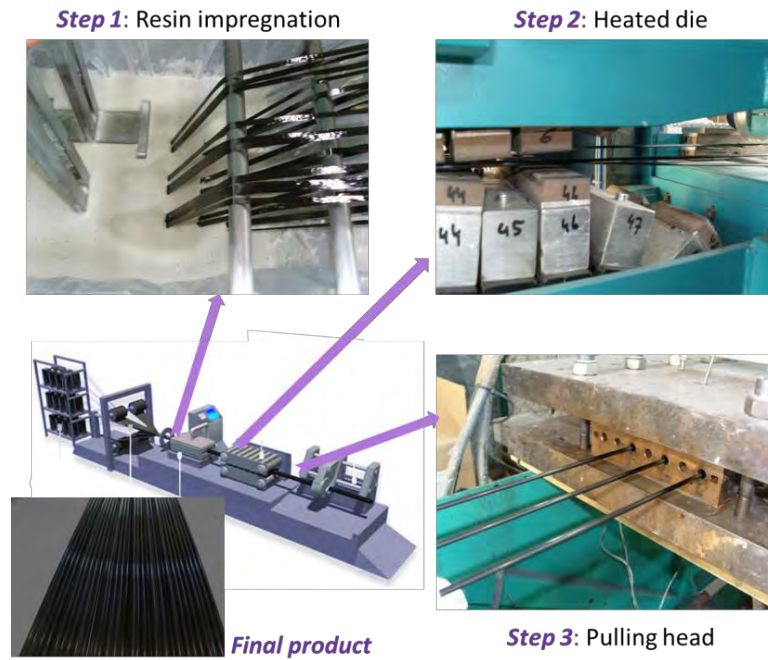 Step 1: Resin impregnation
Step 2: Heated die
6
44
44
45
46
46
47
Final product
Step 3: Pulling head